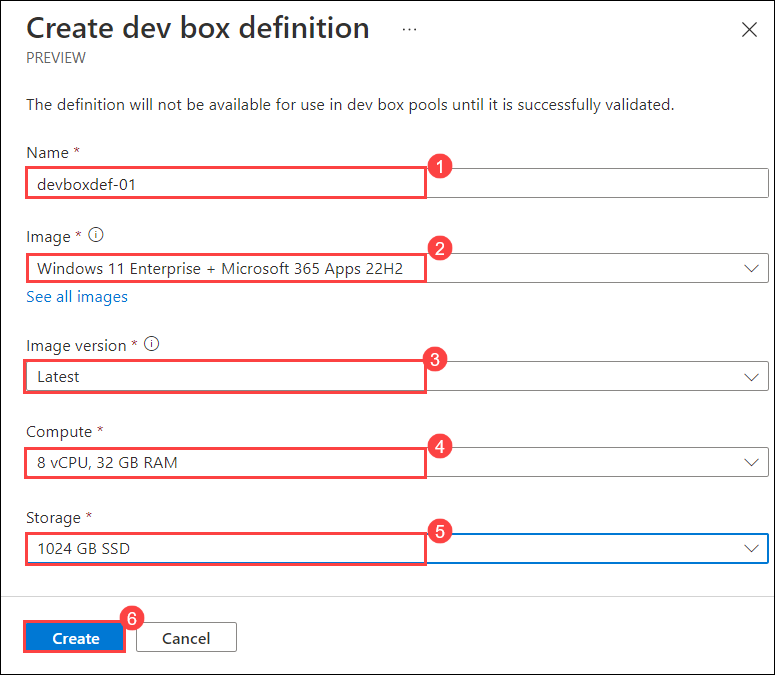 Create dev box definition ...
PREVIEW
The definition will not be available for use in dev box pools until it is successfully validated.
Name *
1
devboxdef-01
Image *
2
Windows 11 Enterprise + Microsoft 365 Apps 22H2
See all images
Image version *
3
Latest
Compute *
4
8 vCPU, 32 GB RAM
Storage *
5
1024 GB SSD
6
Create Cancel